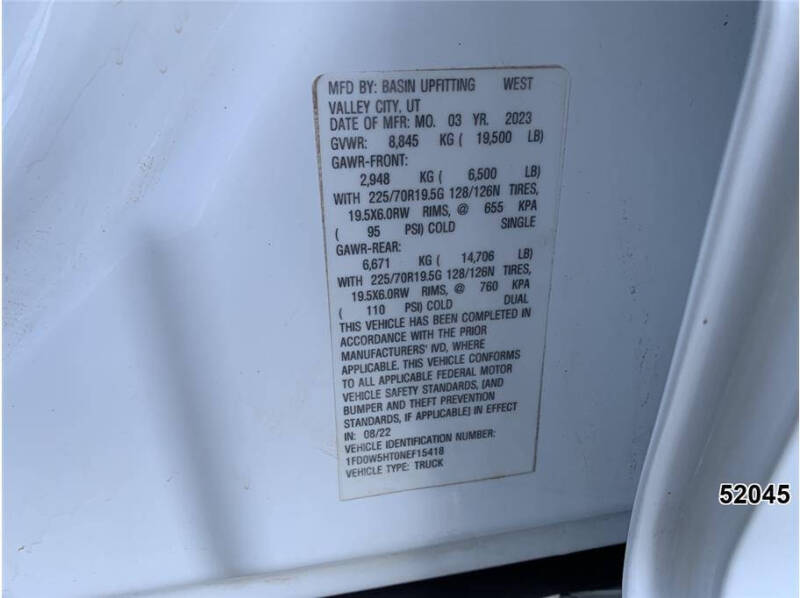 MFD BY: BASIN UPFITTING WEST
VALLEY CITY, UT
DATE OF MFR: MO. 03 YR. 2023
GVWR: 8,845 KG ( 19,500 LB)
GAWR-FRONT:
2,948 KG ( 6,500 LB)
WITH 225/70R19.5G 128/126N TIRES,
19.5X6.0RW RIMS, @ 655 KPA
( 95 PSI) COLD SINGLE
GAWR-REAR:
6,671 KG ( 14,706 LB)
WITH 225/70R19.5G 128/126N TIRES,
19.5X6.0RW RIMS, @ 760 KPA
( 110 PSI) COLD DUAL
THIS VEHICLE HAS BEEN COMPLETED IN
ACCORDANCE WITH THE PRIOR
MANUFACTURERS' IVD, WHERE
APPLICABLE. THIS VEHICLE CONFORMS
TO ALL APPLICABLE FEDERAL MOTOR
VEHICLE SAFETY STANDARDS, (AND
BUMPER AND THEFT PREVENTION
STANDARDS, IF APPLICABLE) IN EFFECT
IN: 08/22
VEHICLE IDENTIFICATION NUMBER:
1FD0W5HT0NEF15418
VEHICLE TYPE: TRUCK
52045